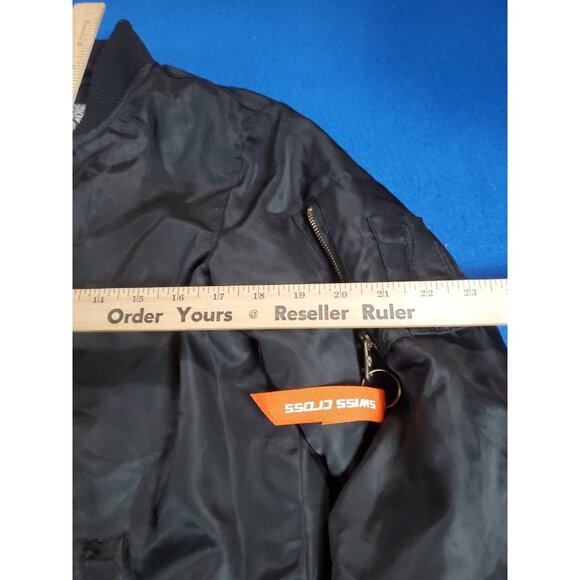 14 15 16 17 18 19 20 21 22 23
Order Yours @ Reseller Ruler
SWISS CROSS